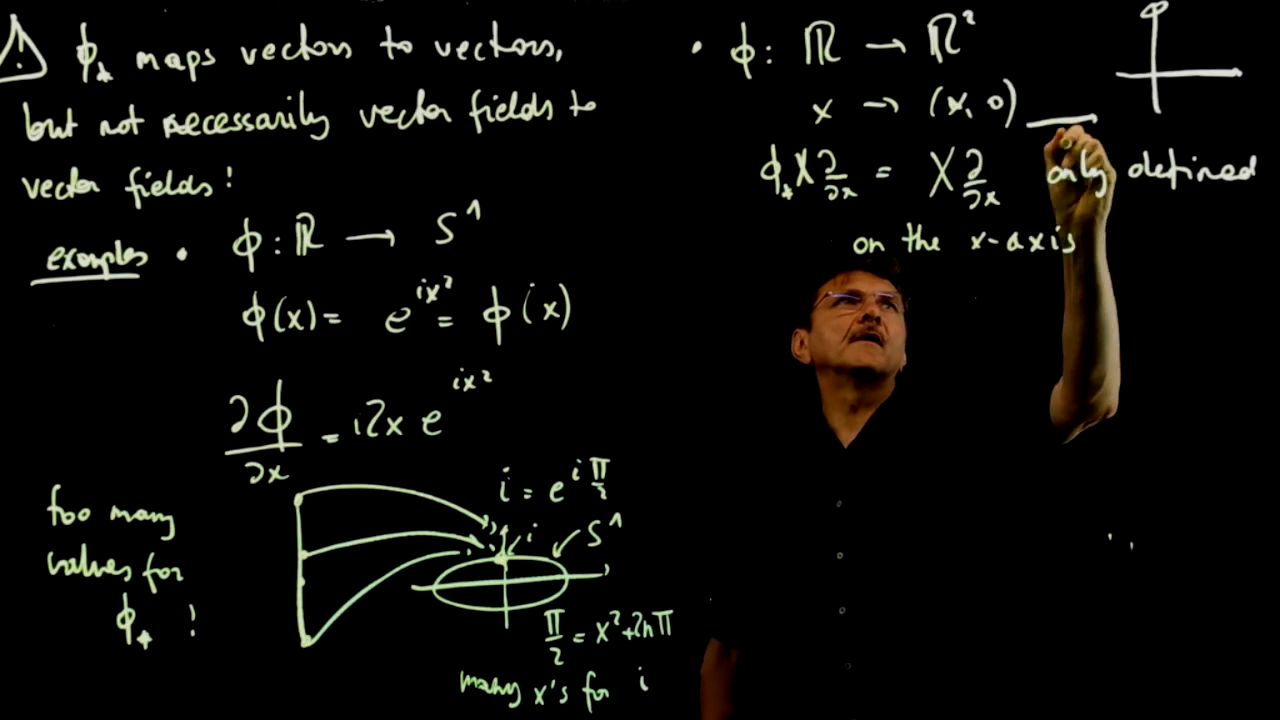 ⚠ ϕ⋆ maps vectors to vectors,
but not necessarily vector fields to
vector fields!
examples • ϕ: ℝ → S¹
ϕ(x) = e^{ix²} = ϕ(x)
∂ϕ/∂x = i2x e^{ix²}
too many
values for
ϕ⋆ !
i = e^{iπ/2}
i
S¹
π/2 = x²+2nπ
many x's for i
• ϕ: ℝ → ℝ²
x → (x, 0)
ϕ⋆X ∂/∂x = X ∂/∂x only defined
on the x-axis